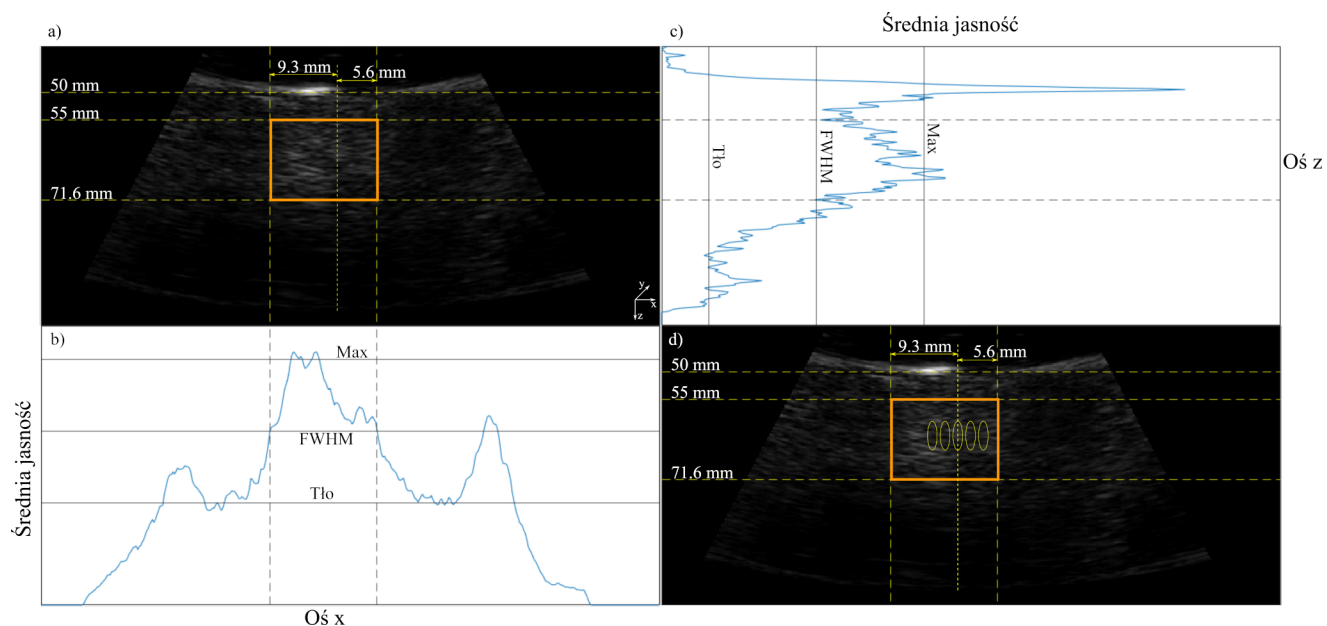 a)
9.3 mm
5.6 mm
50 mm
55 mm
71.6 mm
y
x
z
Średnia jasność
c)
Tło
FWHM
Max
Oś z
b)
Max
FWHM
Tło
Średnia jasność
Oś x
d)
9.3 mm
5.6 mm
50 mm
55 mm
71.6 mm